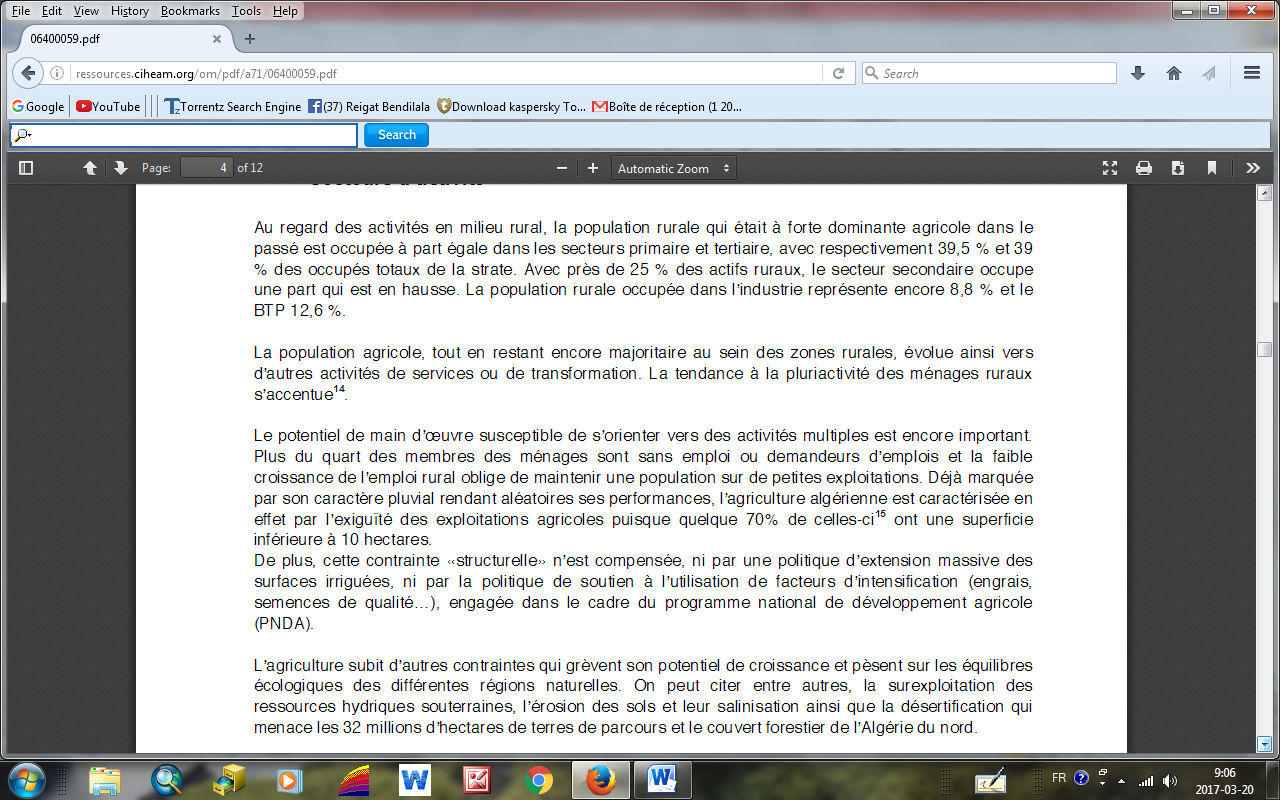 File Edit View History Bookmarks Tools Help
06400059.pdf
ressources.ciheam.org/om/pdf/a71/06400059.pdf
Search
Google YouTube Torrentz Search Engine (37) Reigat Bendilala Download kaspersky To... Boîte de réception (1 20...
Search
Page: 4 of 12 Automatic Zoom
Au regard des activités en milieu rural, la population rurale qui était à forte dominante agricole dans le
passé est occupée à part égale dans les secteurs primaire et tertiaire, avec respectivement 39,5 % et 39
% des occupés totaux de la strate. Avec près de 25 % des actifs ruraux, le secteur secondaire occupe
une part qui est en hausse. La population rurale occupée dans l'industrie représente encore 8,8 % et le
BTP 12,6 %.
La population agricole, tout en restant encore majoritaire au sein des zones rurales, évolue ainsi vers
d'autres activités de services ou de transformation. La tendance à la pluriactivité des ménages ruraux
s'accentue14.
Le potentiel de main d'œuvre susceptible de s'orienter vers des activités multiples est encore important.
Plus du quart des membres des ménages sont sans emploi ou demandeurs d'emplois et la faible
croissance de l'emploi rural oblige de maintenir une population sur de petites exploitations. Déjà marquée
par son caractère pluvial rendant aléatoires ses performances, l'agriculture algérienne est caractérisée en
effet par l'exiguïté des exploitations agricoles puisque quelque 70% de celles-ci15 ont une superficie
inférieure à 10 hectares.
De plus, cette contrainte «structurelle» n'est compensée, ni par une politique d'extension massive des
surfaces irriguées, ni par la politique de soutien à l'utilisation de facteurs d'intensification (engrais,
semences de qualité...), engagée dans le cadre du programme national de développement agricole
(PNDA).
L'agriculture subit d'autres contraintes qui grèvent son potentiel de croissance et pèsent sur les équilibres
écologiques des différentes régions naturelles. On peut citer entre autres, la surexploitation des
ressources hydriques souterraines, l'érosion des sols et leur salinisation ainsi que la désertification qui
menace les 32 millions d'hectares de terres de parcours et le couvert forestier de l'Algérie du nord.
FR 9:06
2017-03-20